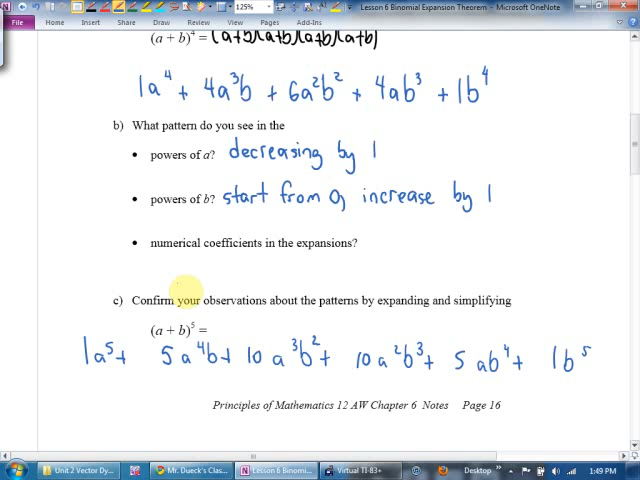 Lesson 6 Binomial Expansion Theorem - Microsoft OneNote
File
Home
Insert
Share
Draw
Review
View
Add-Ins
125%
(a + b)⁴ = (a+b)(a+b)(a+b)(a+b)
1a⁴ + 4a³b + 6a²b² + 4ab³ + 1b⁴
b) What pattern do you see in the
• powers of a? decreasing by 1
• powers of b? start from 0, increase by 1
• numerical coefficients in the expansions?
c) Confirm your observations about the patterns by expanding and simplifying
(a + b)⁵ =
1a⁵ + 5a⁴b + 10a³b² + 10a²b³ + 5ab⁴ + 1b⁵
Principles of Mathematics 12 AW Chapter 6 Notes Page 16
Unit 2 Vector Dy...
Mr. Dueck's Clas...
Lesson 6 Binomi...
Virtual TI-83+
Desktop
1:49 PM